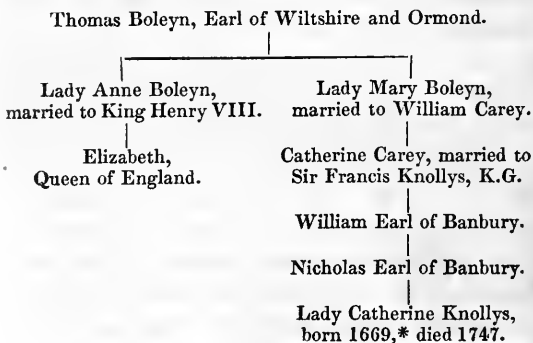 Thomas Boleyn, Earl of Wiltshire and Ormond.
Lady Anne Boleyn,
married to King Henry VIII.
Elizabeth,
Queen of England.
Lady Mary Boleyn,
married to William Carey.
Catherine Carey, married to
Sir Francis Knollys, K.G.
William Earl of Banbury.
Nicholas Earl of Banbury.
Lady Catherine Knollys,
born 1669,* died 1747.